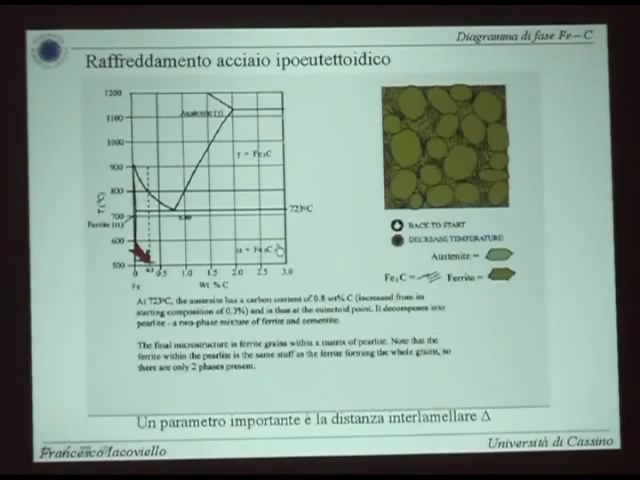 Diagramma di fase Fe – C
Raffreddamento acciaio ipoeutettoidico
1200
1100
1000
900
800
700
600
500
T (°C)
Austenite (γ)
γ + Fe3C
723°C
Ferrite (α)
α + Fe3C
0 0.3 0.5 1.0 1.5 2.0 2.5 3.0
Fe Wt % C
BACK TO START
DECREASE TEMPERATURE
Austenite =
Fe3C = Ferrite =
At 723°C, the austenite has a carbon content of 0.8 wt% C (increased from its
starting composition of 0.3%) and is thus at the eutectoid point. It decomposes into
pearlite - a two-phase mixture of ferrite and cementite.
The final microstructure is ferrite grains within a matrix of pearlite. Note that the
ferrite within the pearlite is the same stuff as the ferrite forming the whole grains, so
there are only 2 phases present.
Un parametro importante è la distanza interlamellare Δ
Francesco Iacoviello
Università di Cassino